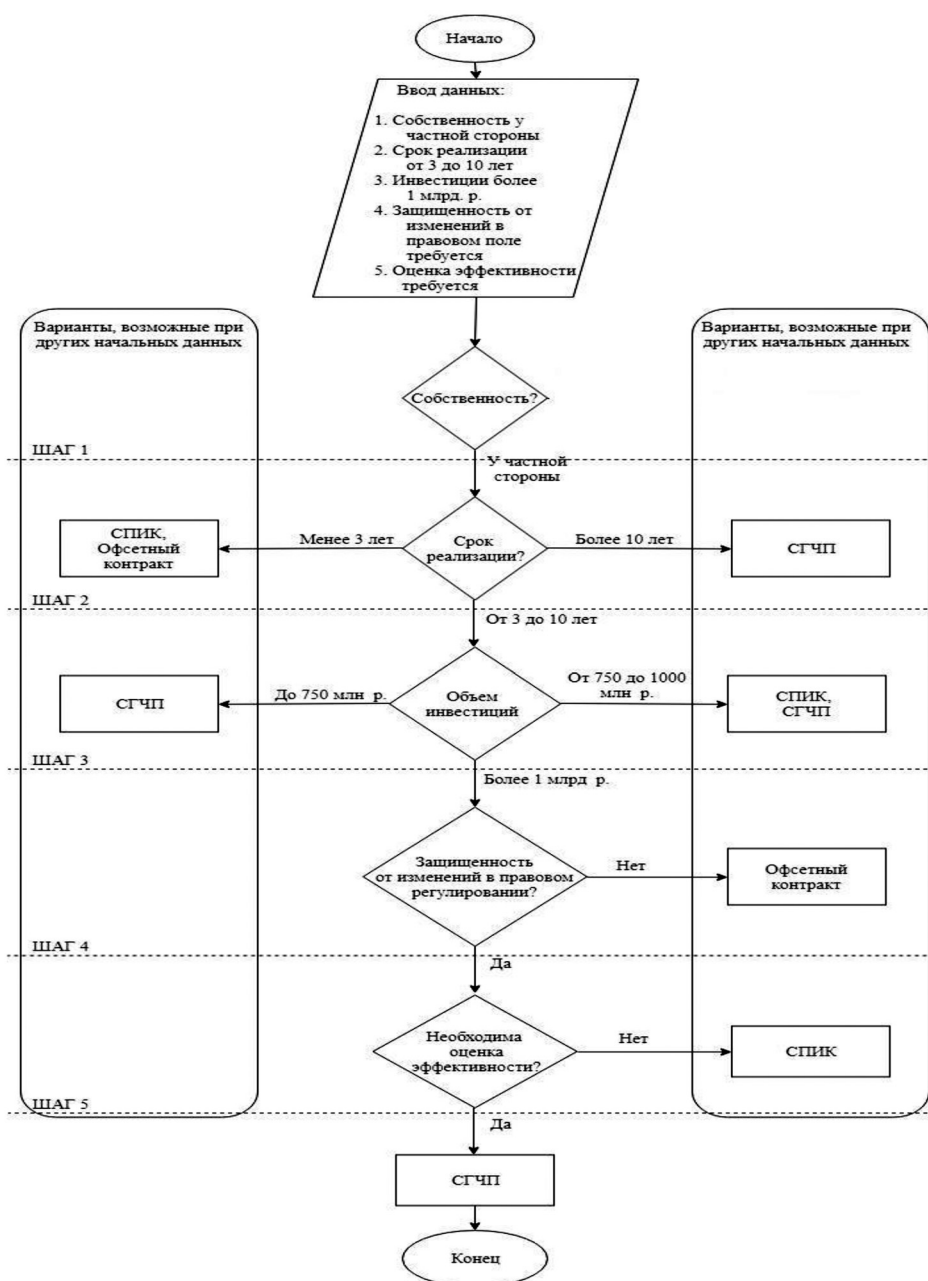 Начало
Ввод данных:
1. Собственность у
частной стороны
2. Срок реализации
от 3 до 10 лет
3. Инвестиции более
1 млрд. р.
4. Защищенность от
изменений в
правовом поле
требуется
5. Оценка эффективности
требуется
Варианты, возможные при
других начальных данных
Варианты, возможные при
других начальных данных
Собственность?
ШАГ 1
У частной
стороны
СПИК,
Офсетный
контракт
Менее 3 лет
Срок
реализации?
Более 10 лет
СГЧП
ШАГ 2
От 3 до 10 лет
СГЧП
До 750 млн р.
Объем
инвестиций
От 750 до 1000
млн р.
СПИК,
СГЧП
ШАГ 3
Более 1 млрд р.
Защищенность
от изменений в правовом
регулировании?
Нет
Офсетный
контракт
ШАГ 4
Да
Необходима
оценка
эффективности?
Нет
СПИК
ШАГ 5
Да
СГЧП
Конец